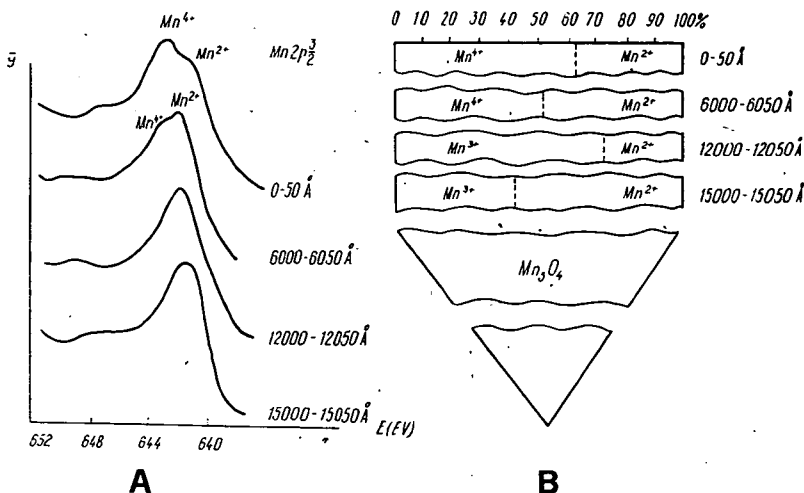 Mn⁴⁺
Mn²⁺
Mn2p 3/2
g
Mn²⁺
Mn⁴⁺
0-50 Å
6000-6050 Å
12000-12050 Å
15000-15050 Å
652 648 644 640
E(EV)
A
0 10 20 30 40 50 60 70 80 90 100%
Mn⁴⁺ Mn²⁺ 0-50 Å
Mn⁴⁺ Mn²⁺ 6000-6050 Å
Mn³⁺ Mn²⁺ 12000-12050 Å
Mn³⁺ Mn²⁺ 15000-15050 Å
Mn₃O₄
B